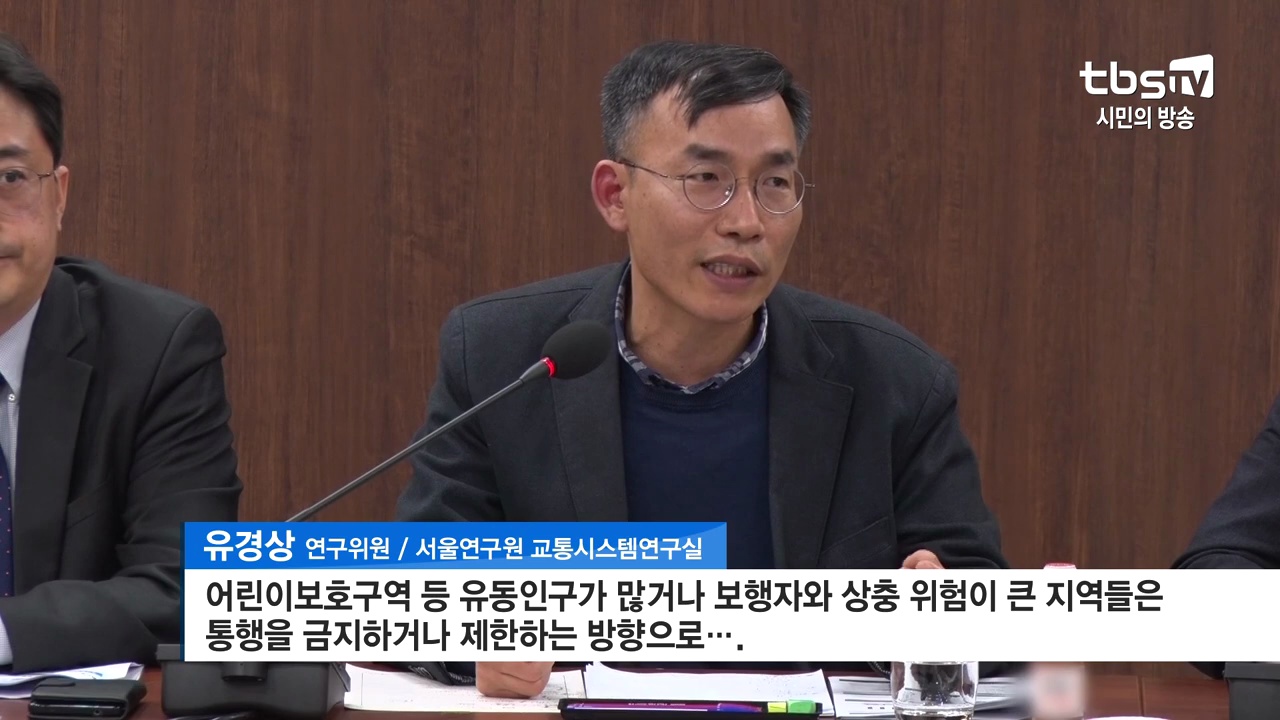 tbs TV
시민의 방송
유경상 연구위원 / 서울연구원 교통시스템연구실
어린이보호구역 등 유동인구가 많거나 보행자와 상충 위험이 큰 지역들은
통행을 금지하거나 제한하는 방향으로….